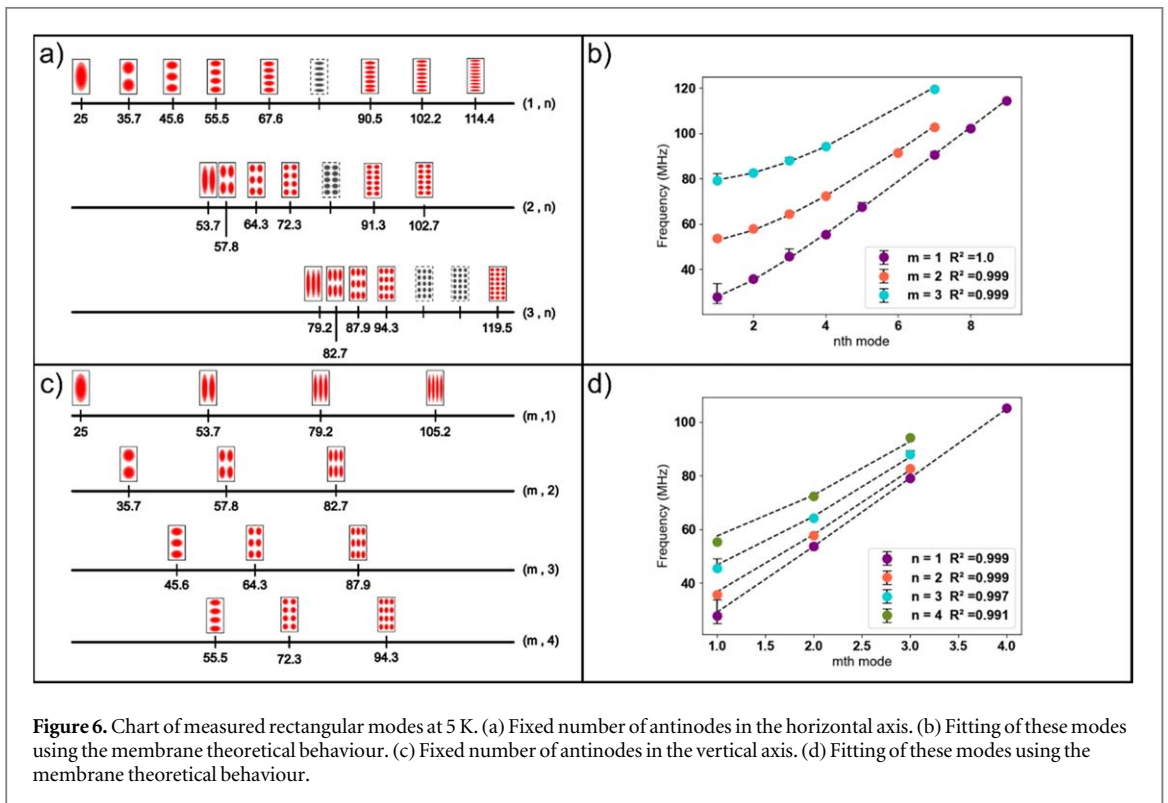 a)
(1 , n)
25 35.7 45.6 55.5 67.6 90.5 102.2 114.4
(2 , n)
53.7 64.3 72.3 91.3 102.7
57.8
(3 , n)
79.2 87.9 94.3 119.5
82.7
b)
120
100
80
60
40
Frequency (MHz)
m = 1 R² =1.0
m = 2 R² =0.999
m = 3 R² =0.999
2 4 6 8
nth mode
c)
(m ,1)
25 53.7 79.2 105.2
(m , 2)
35.7 57.8 82.7
(m , 3)
45.6 64.3 87.9
(m , 4)
55.5 72.3 94.3
d)
100
80
60
40
Frequency (MHz)
n = 1 R² =0.999
n = 2 R² =0.999
n = 3 R² =0.997
n = 4 R² =0.991
1.0 1.5 2.0 2.5 3.0 3.5 4.0
mth mode
Figure 6. Chart of measured rectangular modes at 5 K. (a) Fixed number of antinodes in the horizontal axis. (b) Fitting of these modes
using the membrane theoretical behaviour. (c) Fixed number of antinodes in the vertical axis. (d) Fitting of these modes using the
membrane theoretical behaviour.